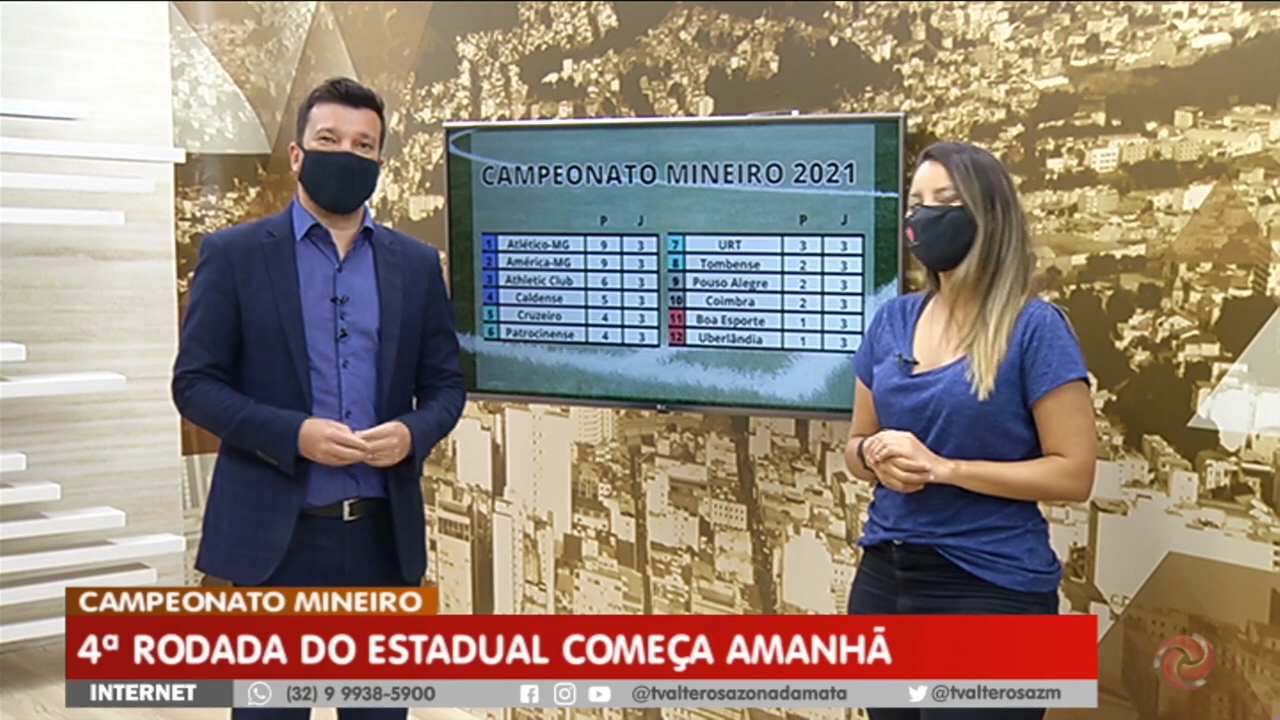 CAMPEONATO MINEIRO 2021
P J P J
1 Atlético-MG 9 3 7 URT 3 3
2 América-MG 9 3 8 Tombense 2 3
3 Athletic Club 6 3 9 Pouso Alegre 2 3
4 Caldense 5 3 10 Coimbra 2 3
5 Cruzeiro 4 3 11 Boa Esporte 1 3
6 Patrocinense 4 3 12 Uberlândia 1 3
CAMPEONATO MINEIRO
4ª RODADA DO ESTADUAL COMEÇA AMANHÃ
INTERNET (32) 9 9938-5900 @tvalterosazonadamata @tvalterosazm